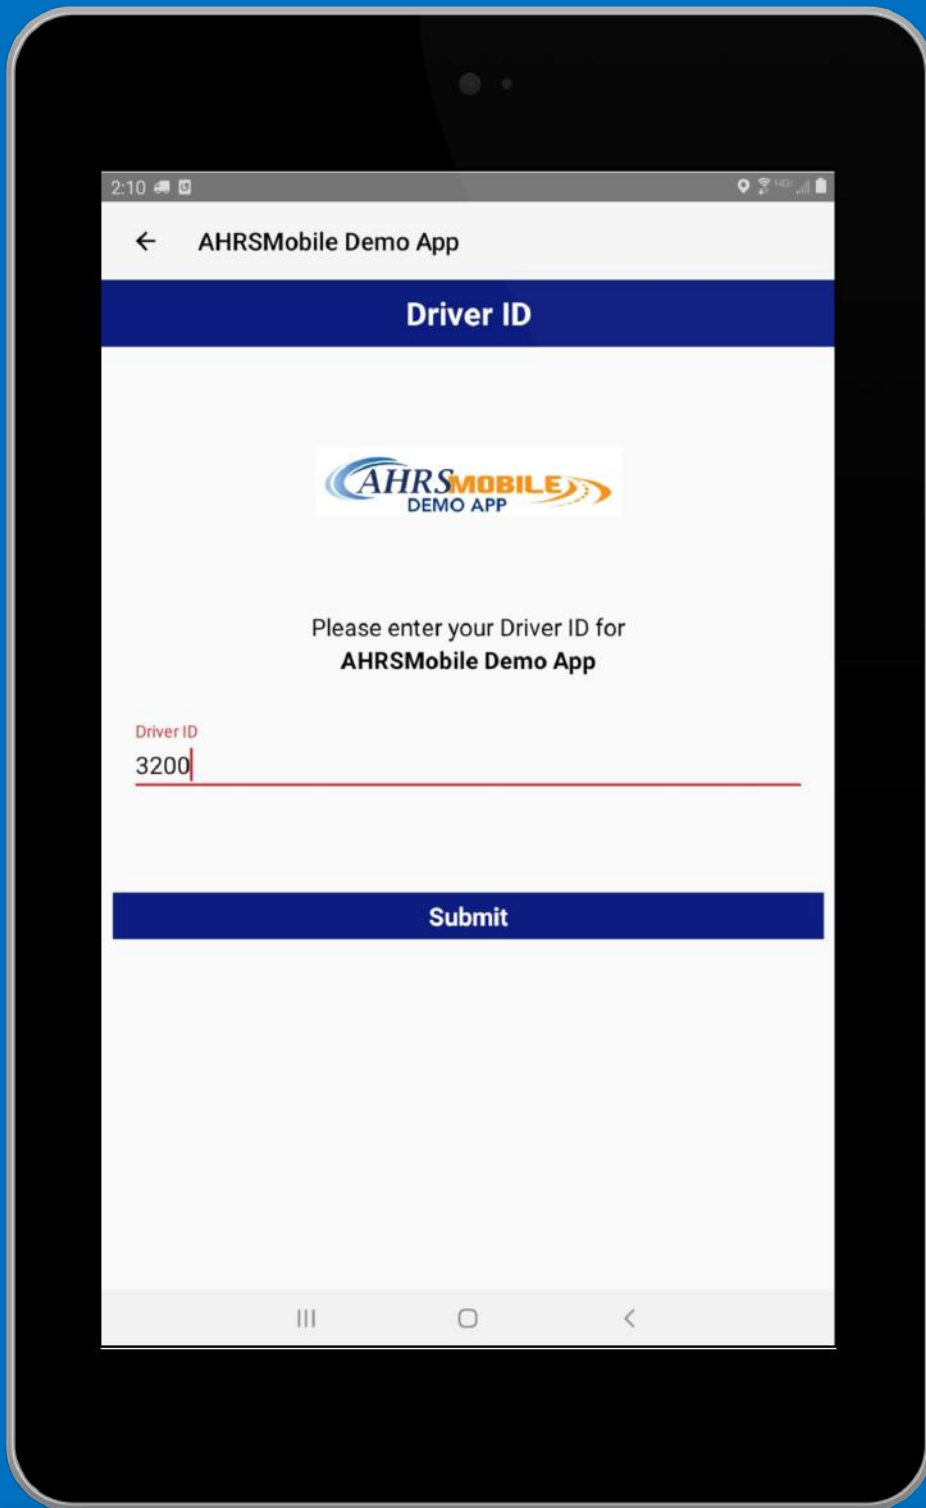 2:10
AHRSMobile Demo App
Driver ID
AHRSMOBILE
DEMO APP
Please enter your Driver ID for
AHRSMobile Demo App
Driver ID
3200
Submit